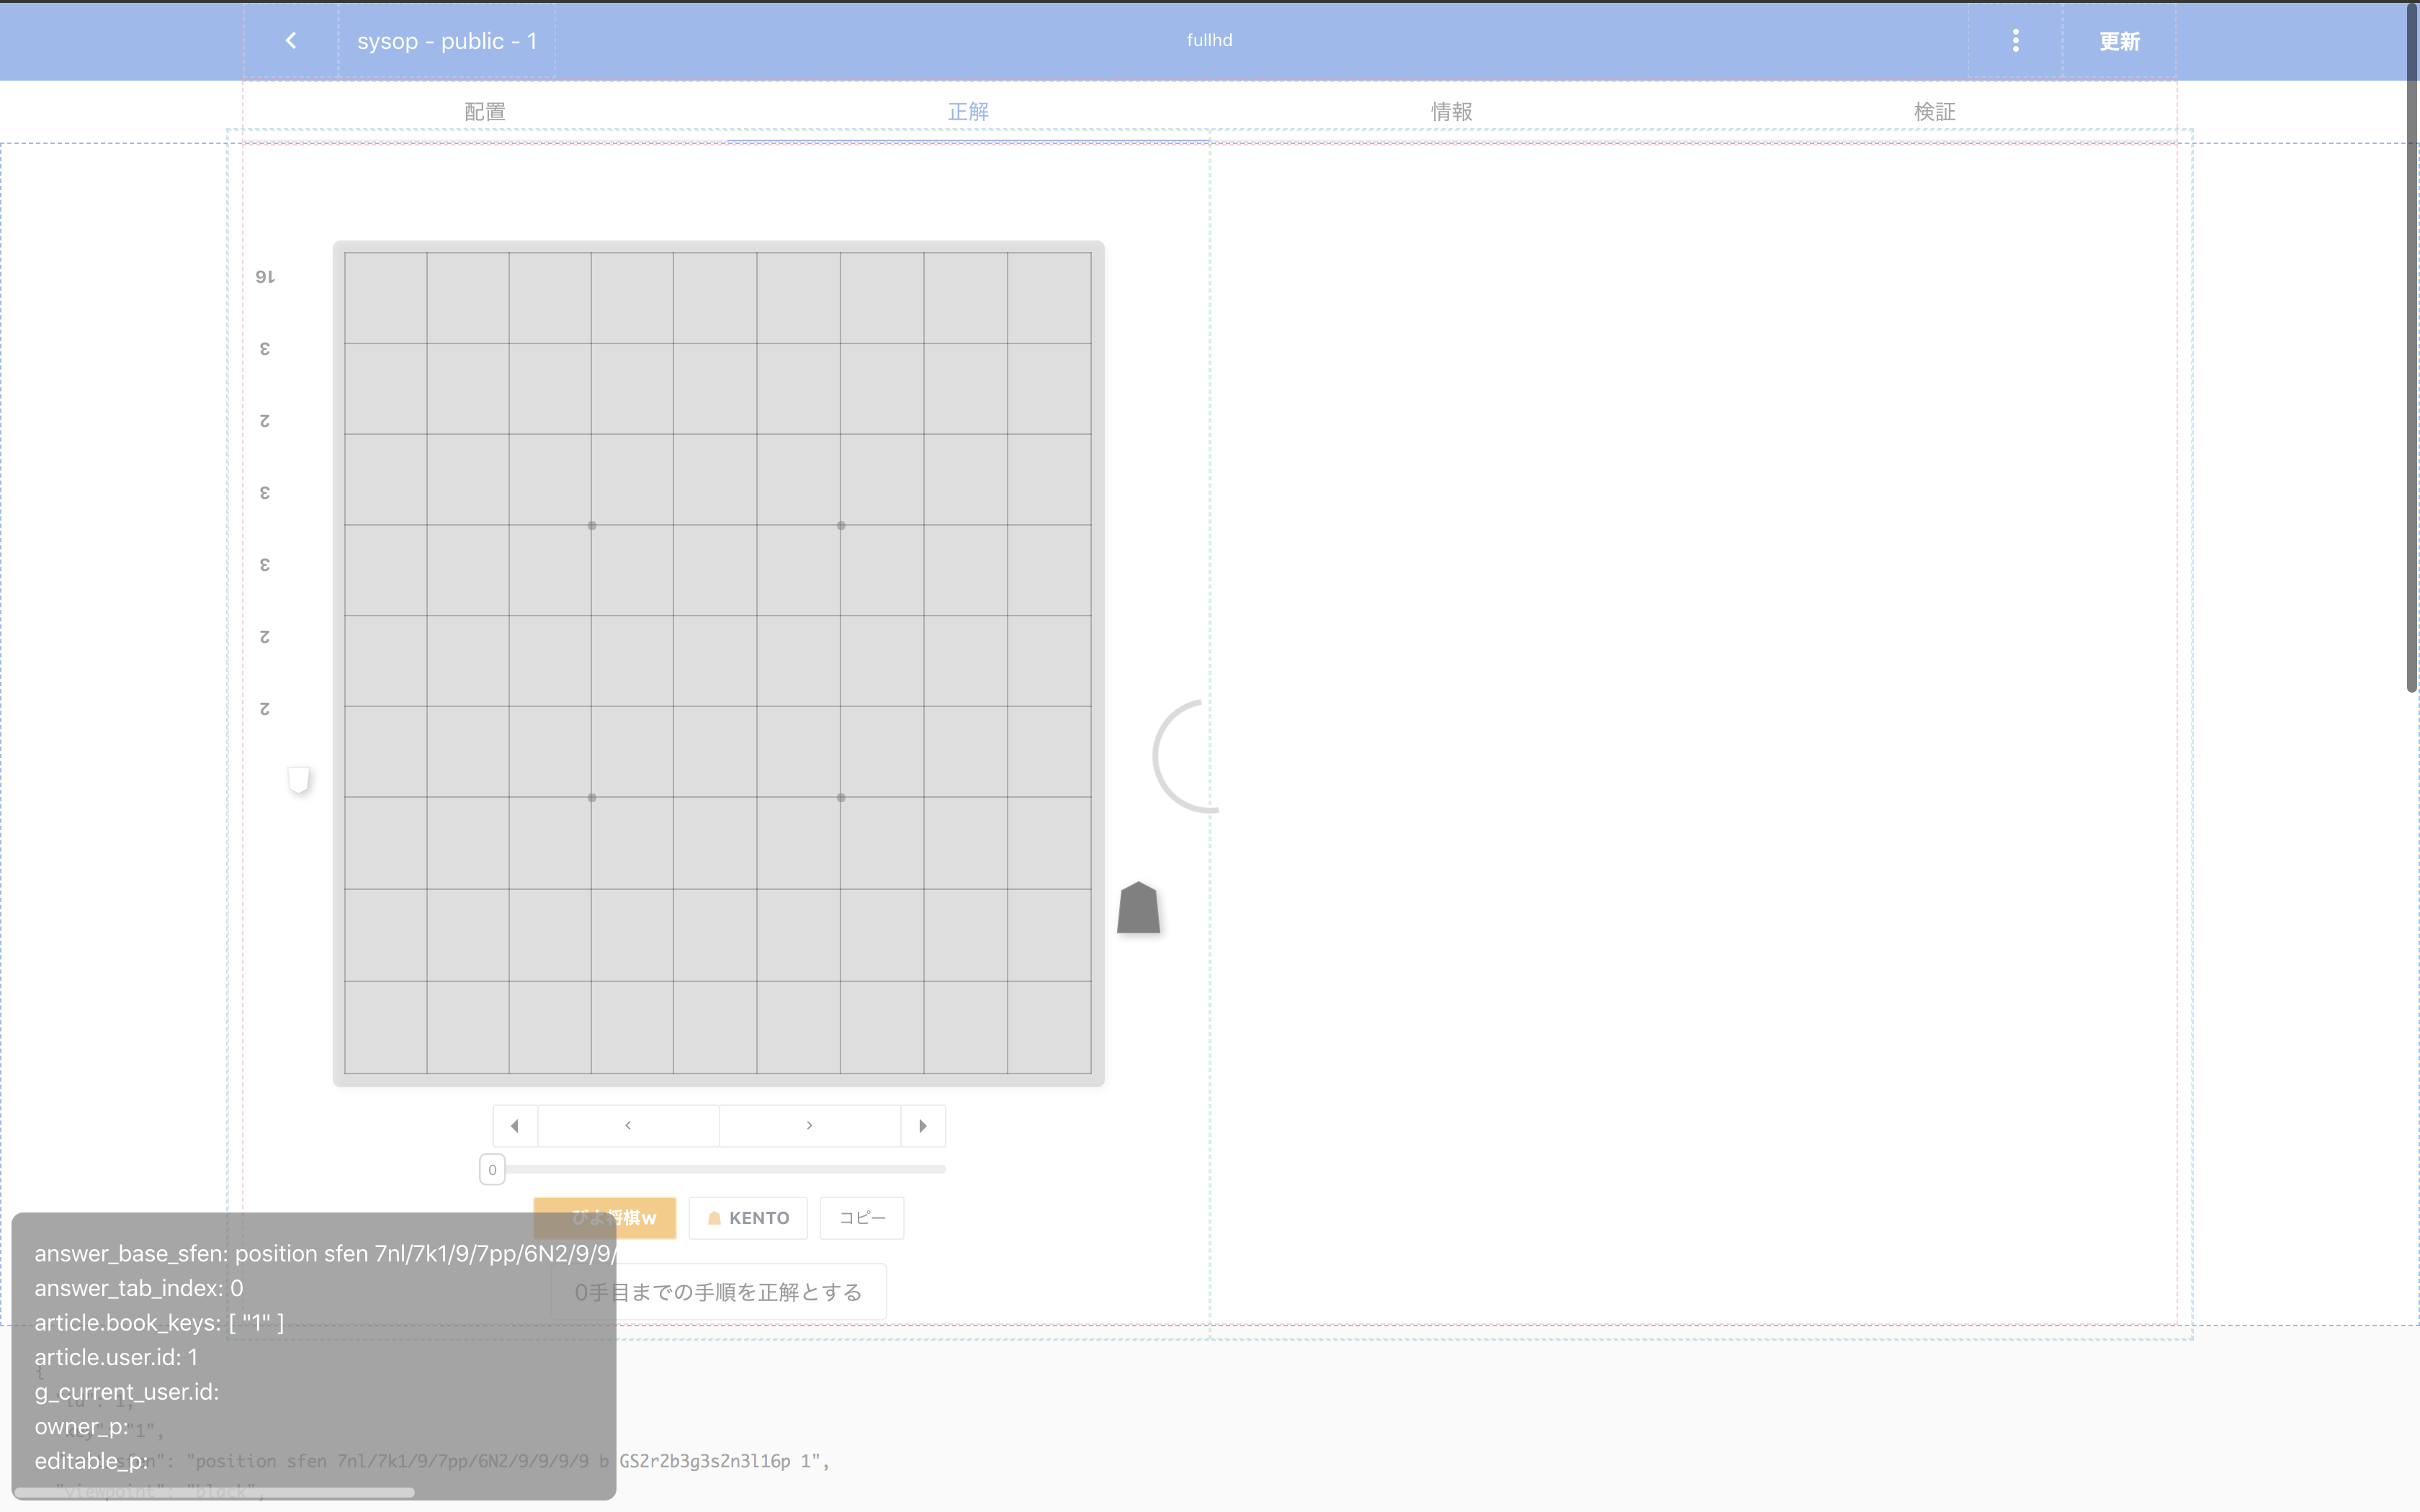 sysop - public - 1
fullhd
更新
配置
正解
情報
検証
16
3
2
3
3
2
2
0
ぴよ将棋w
KENTO
コピー
0手目までの手順を正解とする
answer_base_sfen: position sfen 7nl/7k1/9/7pp/6N2/9/9/
answer_tab_index: 0
article.book_keys: [ "1" ]
article.user.id: 1
g_current_user.id:
owner_p:
editable_p:
{
"1",
"position sfen 7nl/7k1/9/7pp/6N2/9/9/9/9 b GS2r2b3g3s2n3l16p 1",
"viewpoint": "black",